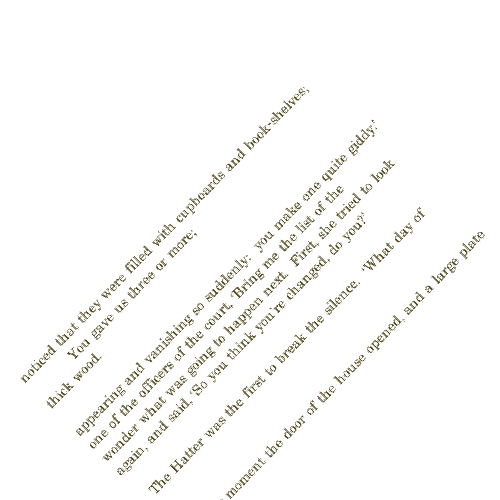 noticed that they were filled with cupboards and book-shelves;
You gave us three or more;
thick wood.
appearing and vanishing so suddenly: you make one quite giddy.'
one of the officers of the court, 'Bring me the list of the
wonder what was going to happen next. First, she tried to look
again, and said, 'So you think you're changed, do you?'
The Hatter was the first to break the silence. 'What day of
moment the door of the house opened, and a large plate